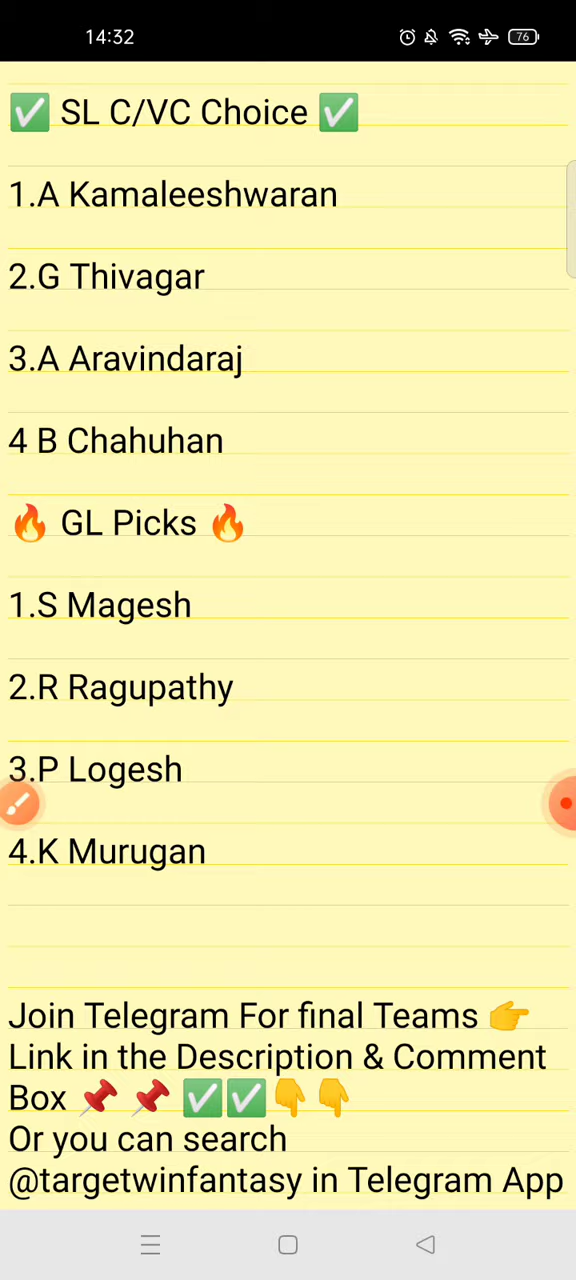 14:32
76
✅ SL C/VC Choice ✅
1.A Kamaleeshwaran
2.G Thivagar
3.A Aravindaraj
4 B Chahuhan
🔥 GL Picks 🔥
1.S Magesh
2.R Ragupathy
3.P Logesh
4.K Murugan
Join Telegram For final Teams 👉
Link in the Description & Comment
Box 📌 📌 ✅✅👇👇
Or you can search
@targetwinfantasy in Telegram App